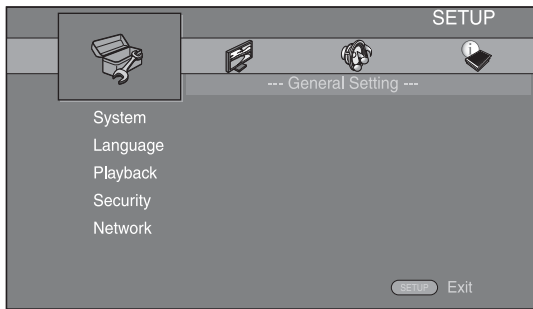 SETUP
--- General Setting ---
System
Language
Playback
Security
Network
SETUP Exit